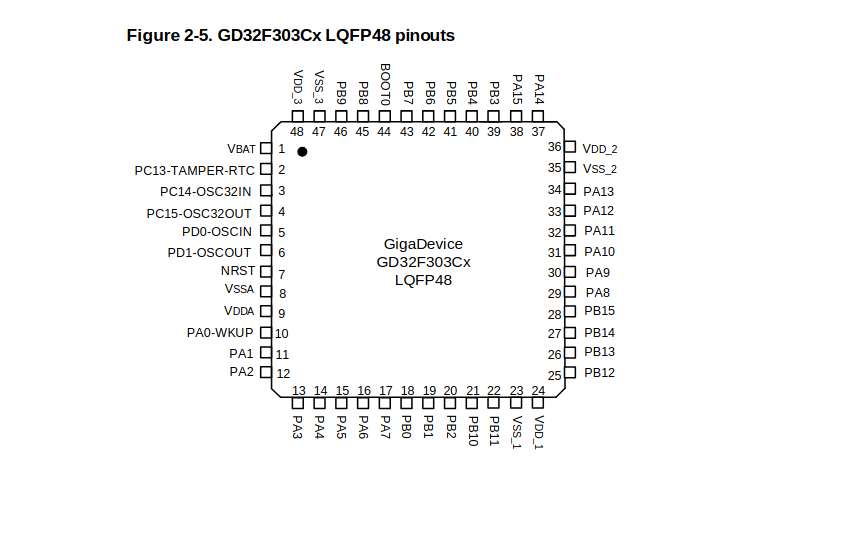 Figure 2-5. GD32F303Cx LQFP48 pinouts
VDD_3
VSS_3
PB9
PB8
BOOT0
PB7
PB6
PB5
PB4
PB3
PA15
PA14
48 47 46 45 44 43 42 41 40 39 38 37
VBAT 1
PC13-TAMPER-RTC 2
PC14-OSC32IN 3
PC15-OSC32OUT 4
PD0-OSCIN 5
PD1-OSCOUT 6
NRST 7
VSSA 8
VDDA 9
PA0-WKUP 10
PA1 11
PA2 12
GigaDevice
GD32F303Cx
LQFP48
36 VDD_2
35 VSS_2
34 PA13
33 PA12
32 PA11
31 PA10
30 PA9
29 PA8
28 PB15
27 PB14
26 PB13
25 PB12
13 14 15 16 17 18 19 20 21 22 23 24
PA3
PA4
PA5
PA6
PA7
PB0
PB1
PB2
PB10
PB11
VSS_1
VDD_1